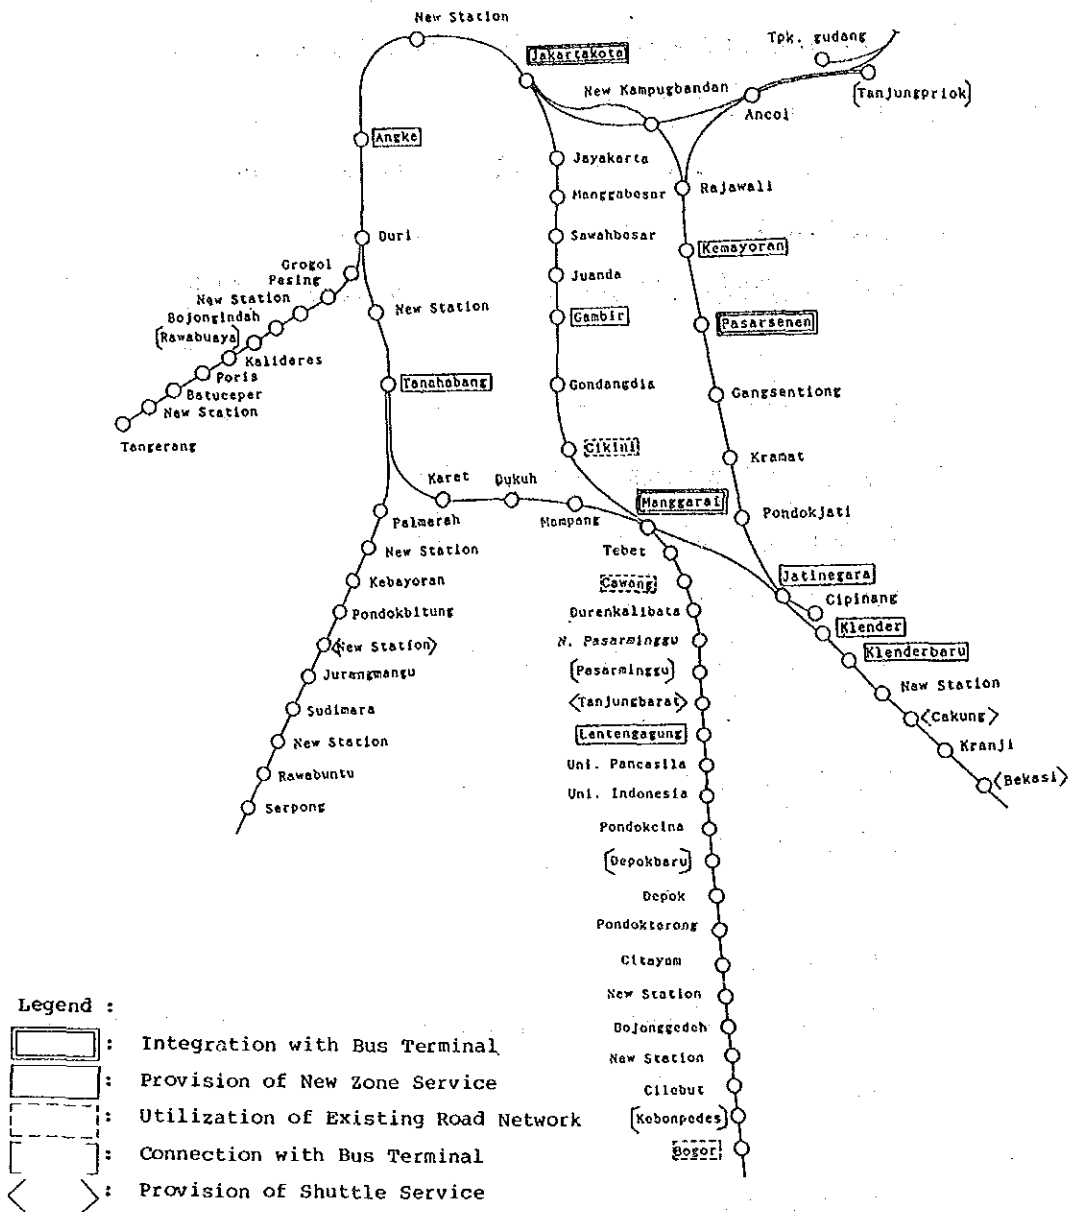 New Station
Jakartakota
Tpk. gudang
New Kampugbandan
(Tanjungpriok)
Ancol
Angke
Jayakarta
Manggabesar
Rajawali
Sawahbesar
Duri
Kemayoran
Grogol
Pesing
Juanda
New Station
Bojongindah
(Rawabuaya)
New Station
Gambir
Pasarsenen
Kalideres
Poris
Batuceper
New Station
Tangerang
Tanahabang
Gondangdia
Gangsentiong
Cikini
Kramat
Karet
Dukuh
Mampang
Manggarai
Pondokjati
Palmerah
New Station
Kebayoran
Pondokbitung
<New Station>
Jurangmangu
Sudimara
New Station
Rawabuntu
Serpong
Tebet
Cawang
Durenkalibata
N. Pasarminggu
[Pasarminggu]
<Tanjungbarat>
Lentengagung
Uni. Pancasila
Uni. Indonesia
Pondokcina
[Depokbaru]
Depok
Pondokterong
Citayam
New Station
Bojonggedeh
New Station
Cilebut
[Kebonpedes]
Bogor
Jatinegara
Cipinang
Klender
Klenderbaru
New Station
<Cakung>
Kranji
<Bekasi>
Legend :
: Integration with Bus Terminal
: Provision of New Zone Service
: Utilization of Existing Road Network
: Connection with Bus Terminal
: Provision of Shuttle Service